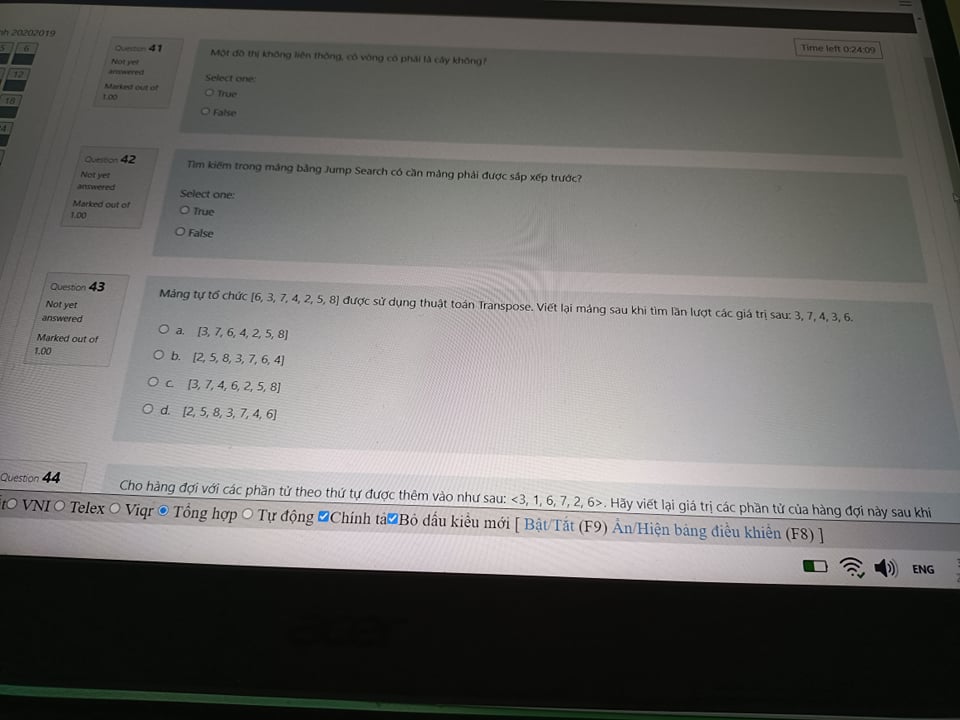 nh 20202019
5 6
12
18
Question 41
Not yet
answered
Marked out of
1.00
Một đồ thị không liên thông, có vòng có phải là cây không?
Select one:
True
False
Time left 0:24:09
Question 42
Not yet
answered
Marked out of
1.00
Tìm kiếm trong mảng bằng Jump Search có cần mảng phải được sắp xếp trước?
Select one:
True
False
Question 43
Not yet
answered
Marked out of
1.00
Mảng tự tổ chức [6, 3, 7, 4, 2, 5, 8] được sử dụng thuật toán Transpose. Viết lại mảng sau khi tìm lần lượt các giá trị sau: 3, 7, 4, 3, 6.
a. [3, 7, 6, 4, 2, 5, 8]
b. [2, 5, 8, 3, 7, 6, 4]
c. [3, 7, 4, 6, 2, 5, 8]
d. [2, 5, 8, 3, 7, 4, 6]
Question 44
Cho hàng đợi với các phần tử theo thứ tự được thêm vào như sau: <3, 1, 6, 7, 2, 6>. Hãy viết lại giá trị các phần tử của hàng đợi này sau khi
VNI Telex Viqr Tổng hợp Tự động Chính tả Bỏ dấu kiểu mới [ Bật/Tắt (F9) Ẩn/Hiện bảng điều khiển (F8) ]
ENG
acer